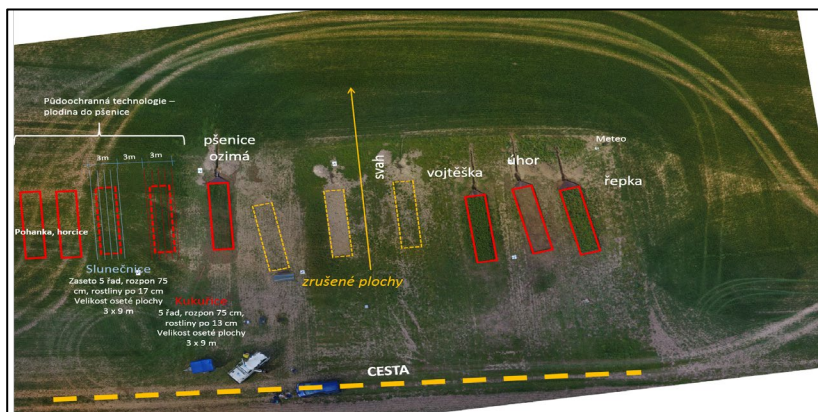 Půdoochranná technologie –
plodina do pšenice
3m
3m
3m
pšenice
ozimá
svah
vojtěška
úhor
Meteo
řepka
Pohanka, horcice
Slunečnice
Zaseto 5 řad, rozpon 75
cm, rostliny po 17 cm
Velikost oseté plochy
3 x 9 m
Kukuřice
5 řad, rozpon 75 cm,
rostliny po 13 cm
Velikost oseté plochy
3 x 9 m
zrušené plochy
CESTA